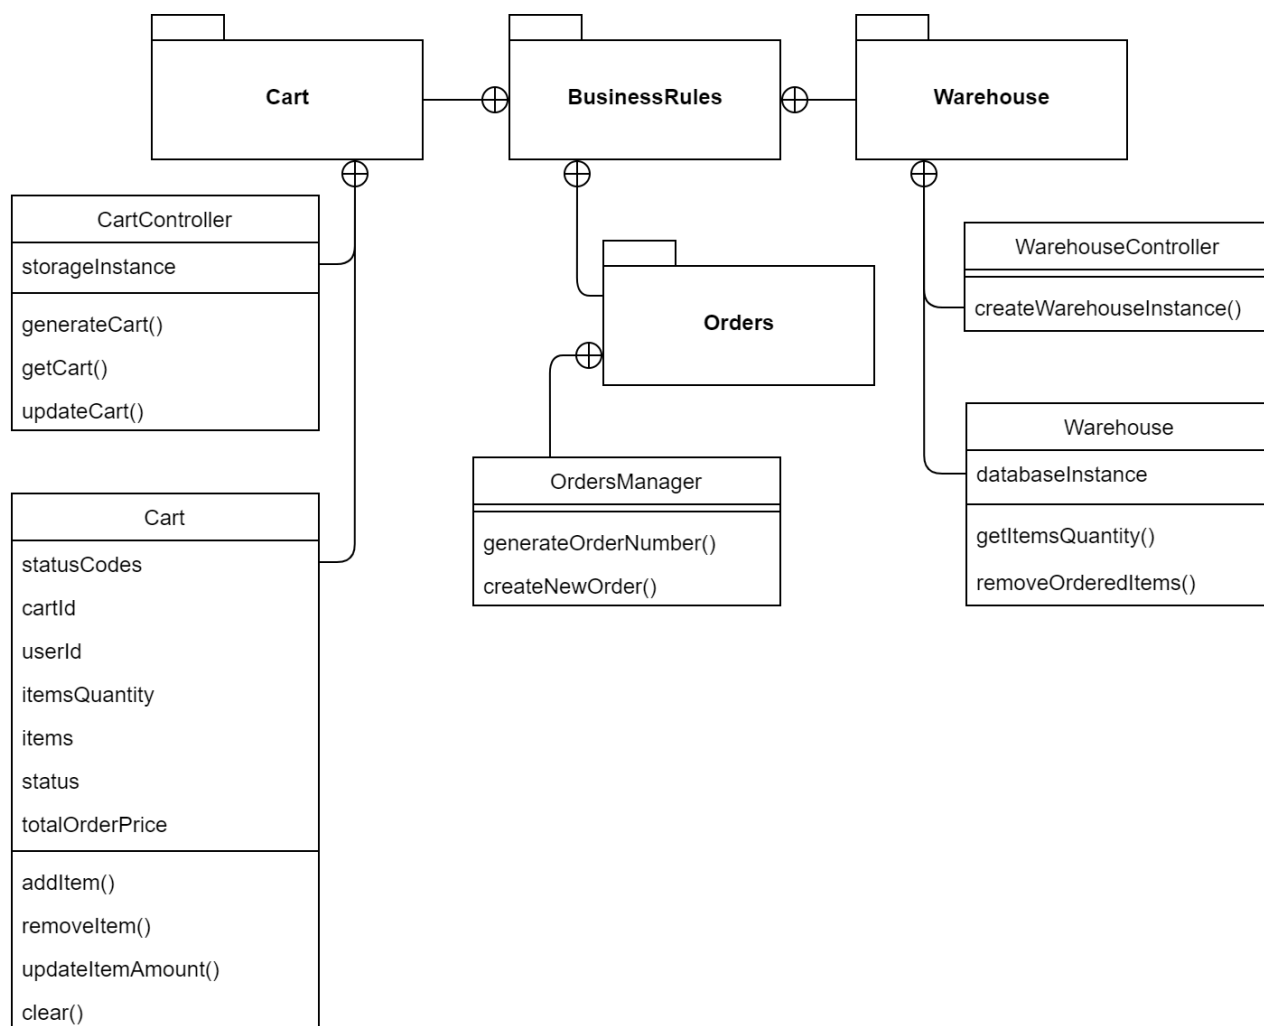 Cart
BusinessRules
Warehouse
CartController
storageInstance
generateCart()
getCart()
updateCart()
Cart
statusCodes
cartId
userId
itemsQuantity
items
status
totalOrderPrice
addItem()
removeItem()
updateItemAmount()
clear()
Orders
OrdersManager
generateOrderNumber()
createNewOrder()
WarehouseController
createWarehouseInstance()
Warehouse
databaseInstance
getItemsQuantity()
removeOrderedItems()